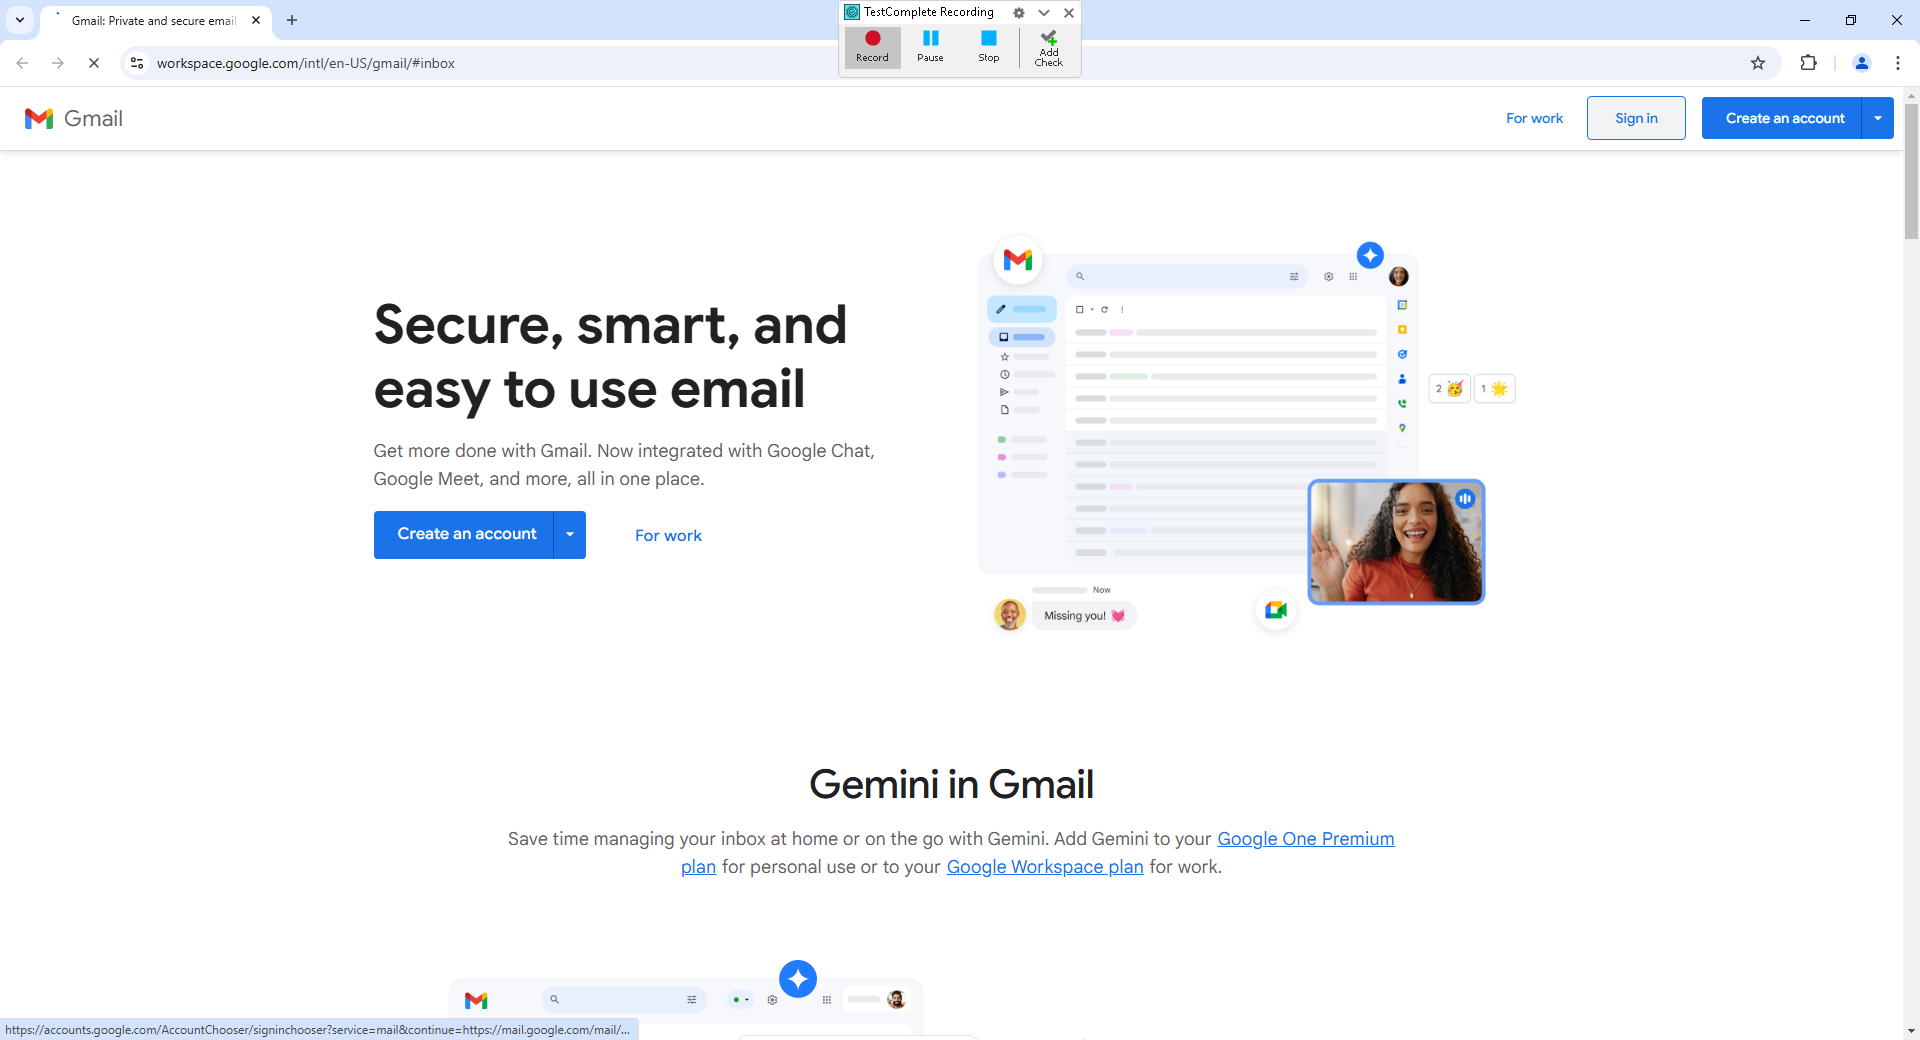 Gmail: Private and secure email
TestComplete Recording
Record
Pause
Stop
Add Check
workspace.google.com/intl/en-US/gmail/#inbox
Gmail
For work
Sign in
Create an account
Secure, smart, and
easy to use email
Get more done with Gmail. Now integrated with Google Chat,
Google Meet, and more, all in one place.
Create an account
For work
2
1
Now
Missing you!
Gemini in Gmail
Save time managing your inbox at home or on the go with Gemini. Add Gemini to your Google One Premium
plan for personal use or to your Google Workspace plan for work.
https://accounts.google.com/AccountChooser/signinchooser?service=mail&continue=https://mail.google.com/mail/...